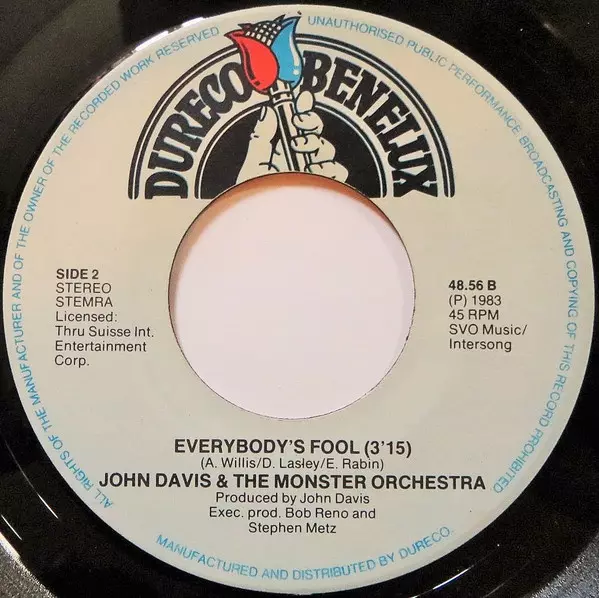 ALL RIGHTS OF THE MANUFACTURER AND OF THE OWNER OF THE RECORDED WORK RESERVED
UNAUTHORISED PUBLIC PERFORMANCE BROADCASTING AND COPYING OF THIS RECORD PROHIBITED
DURECO BENELUX
SIDE 2
STEREO
STEMRA
Licensed:
Thru Suisse Int.
Entertainment
Corp.
48.56 B
(P) 1983
45 RPM
SVO Music/
Intersong
EVERYBODY'S FOOL (3'15)
(A. Willis/D. Lasley/E. Rabin)
JOHN DAVIS & THE MONSTER ORCHESTRA
Produced by John Davis
Exec. prod. Bob Reno and
Stephen Metz
MANUFACTURED AND DISTRIBUTED BY DURECO.